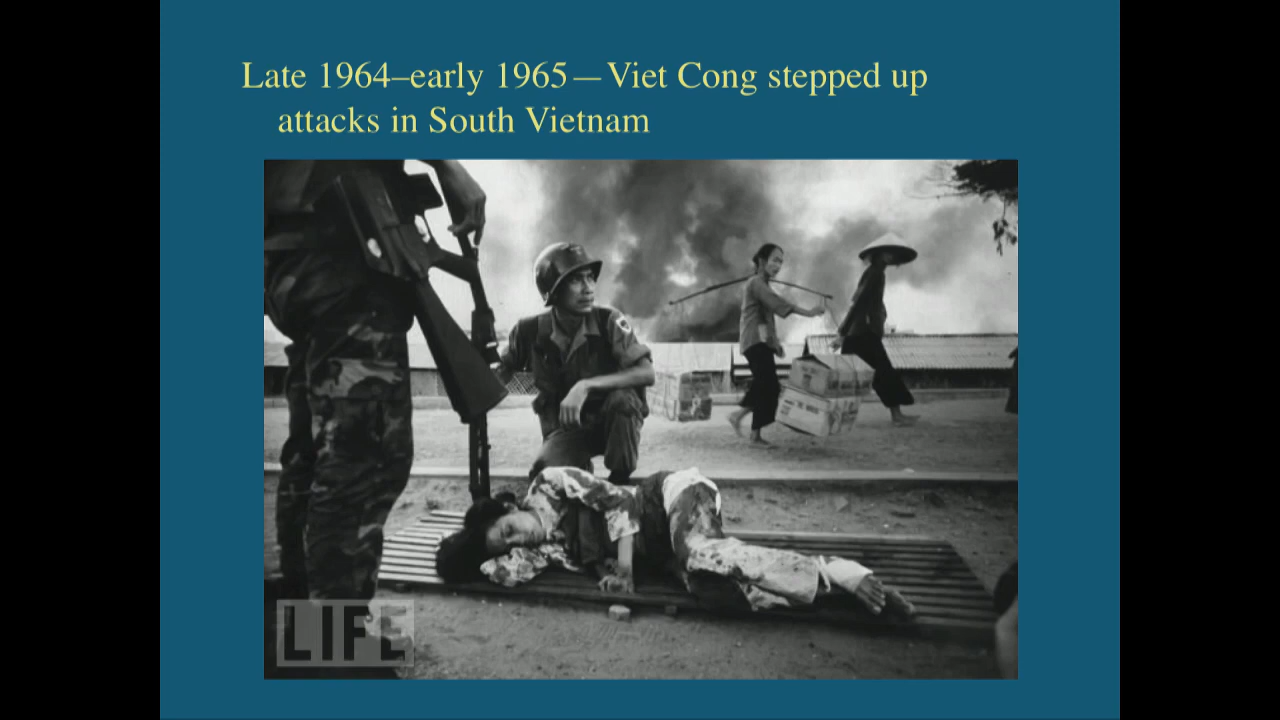 Late 1964–early 1965—Viet Cong stepped up
attacks in South Vietnam
LIFE